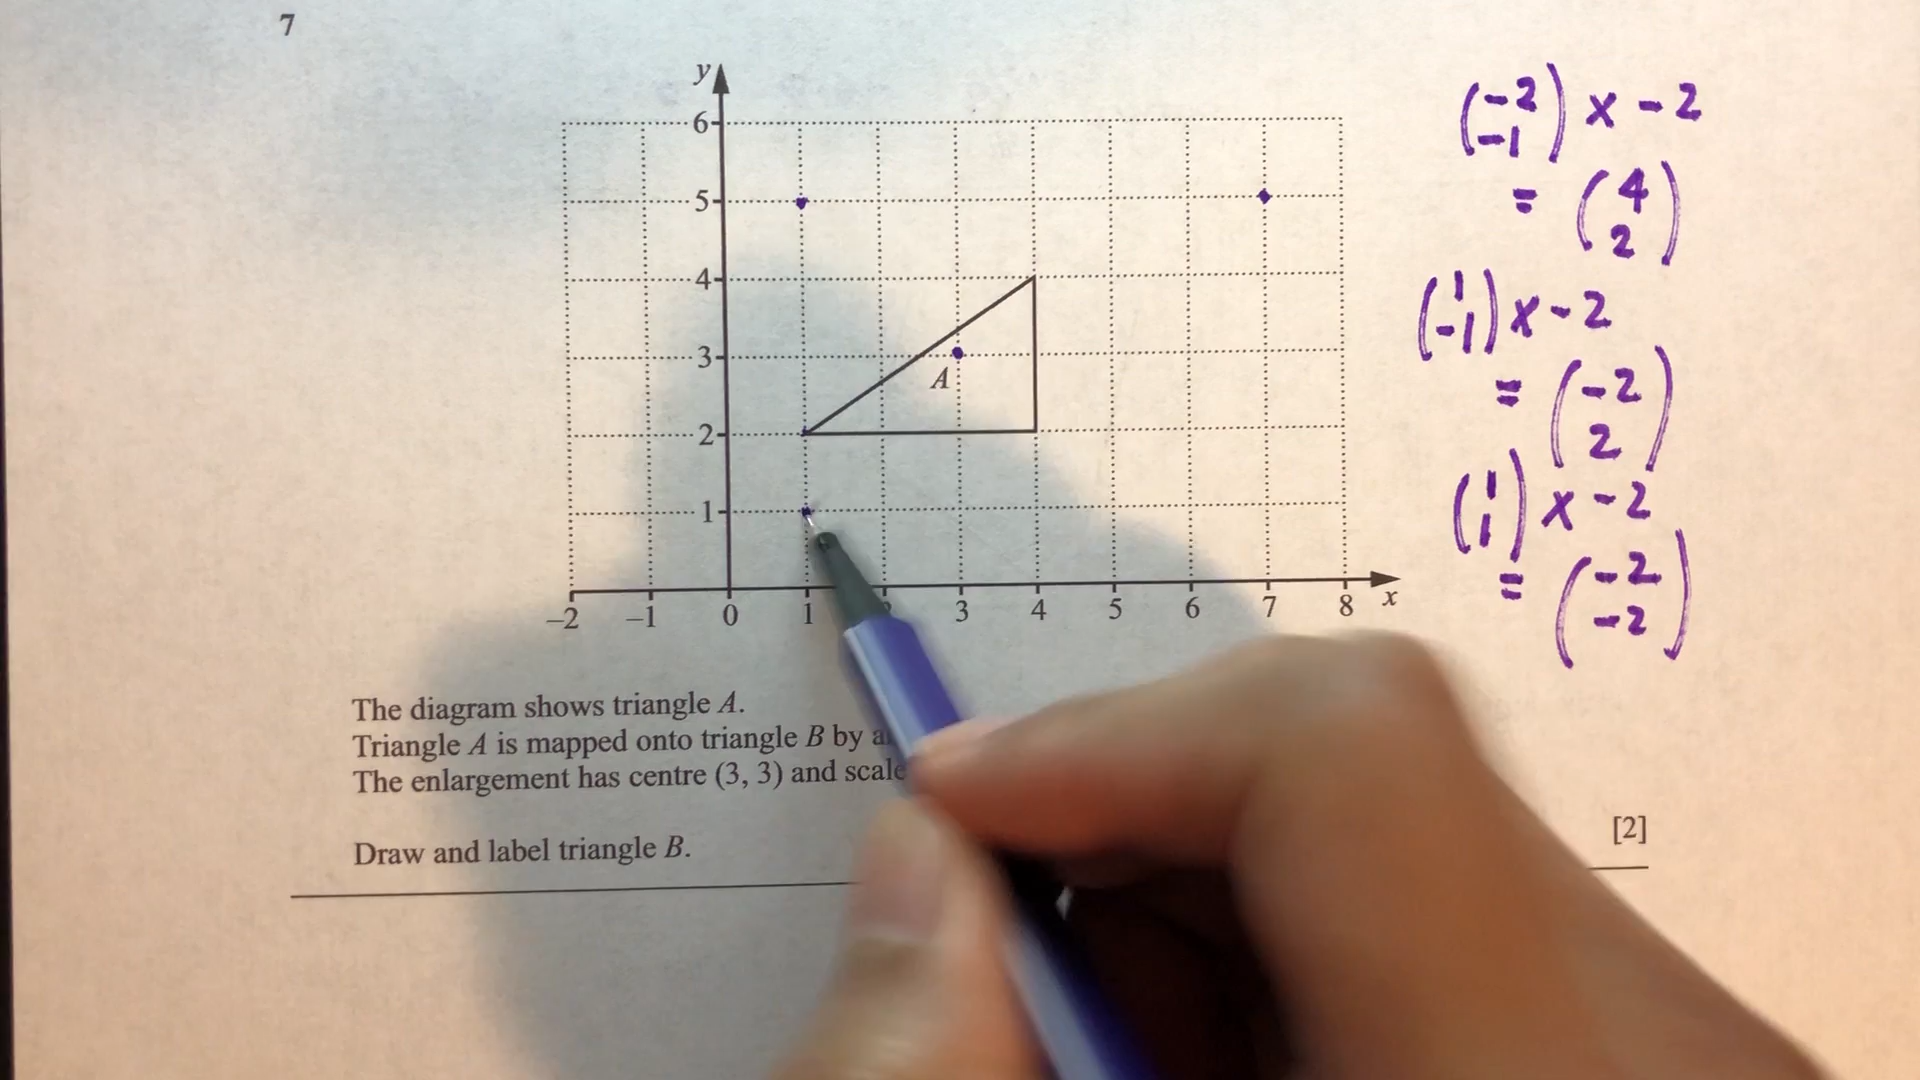 7
y
6
5
4
3
A
2
1
–2 –1 0 1 3 4 5 6 7 8 x
(-2 -1) x -2
= (4 2)
(1 -1) x -2
= (-2 2)
(1 1) x -2
= (-2 -2)
The diagram shows triangle A.
Triangle A is mapped onto triangle B by
The enlargement has centre (3, 3) and scale
[2]
Draw and label triangle B.